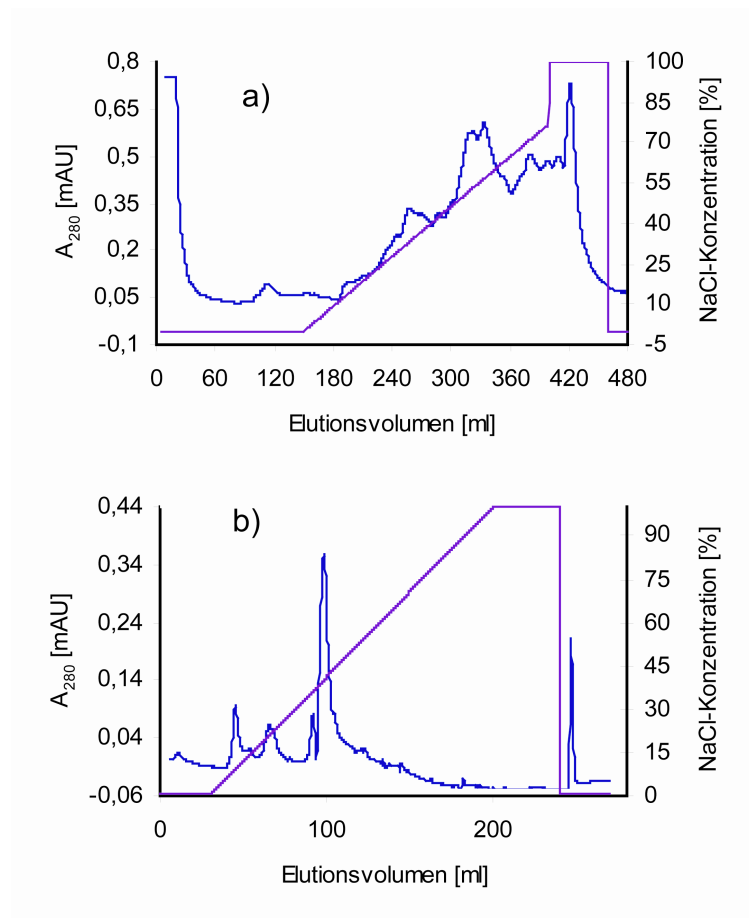 a)
0,8
0,65
0,5
0,35
0,2
0,05
-0,1
A280 [mAU]
100
85
70
55
40
25
10
-5
NaCl-Konzentration [%]
0 60 120 180 240 300 360 420 480
Elutionsvolumen [ml]
b)
0,44
0,34
0,24
0,14
0,04
-0,06
A280 [mAU]
90
75
60
45
30
15
0
NaCl-Konzentration [%]
0 100 200
Elutionsvolumen [ml]